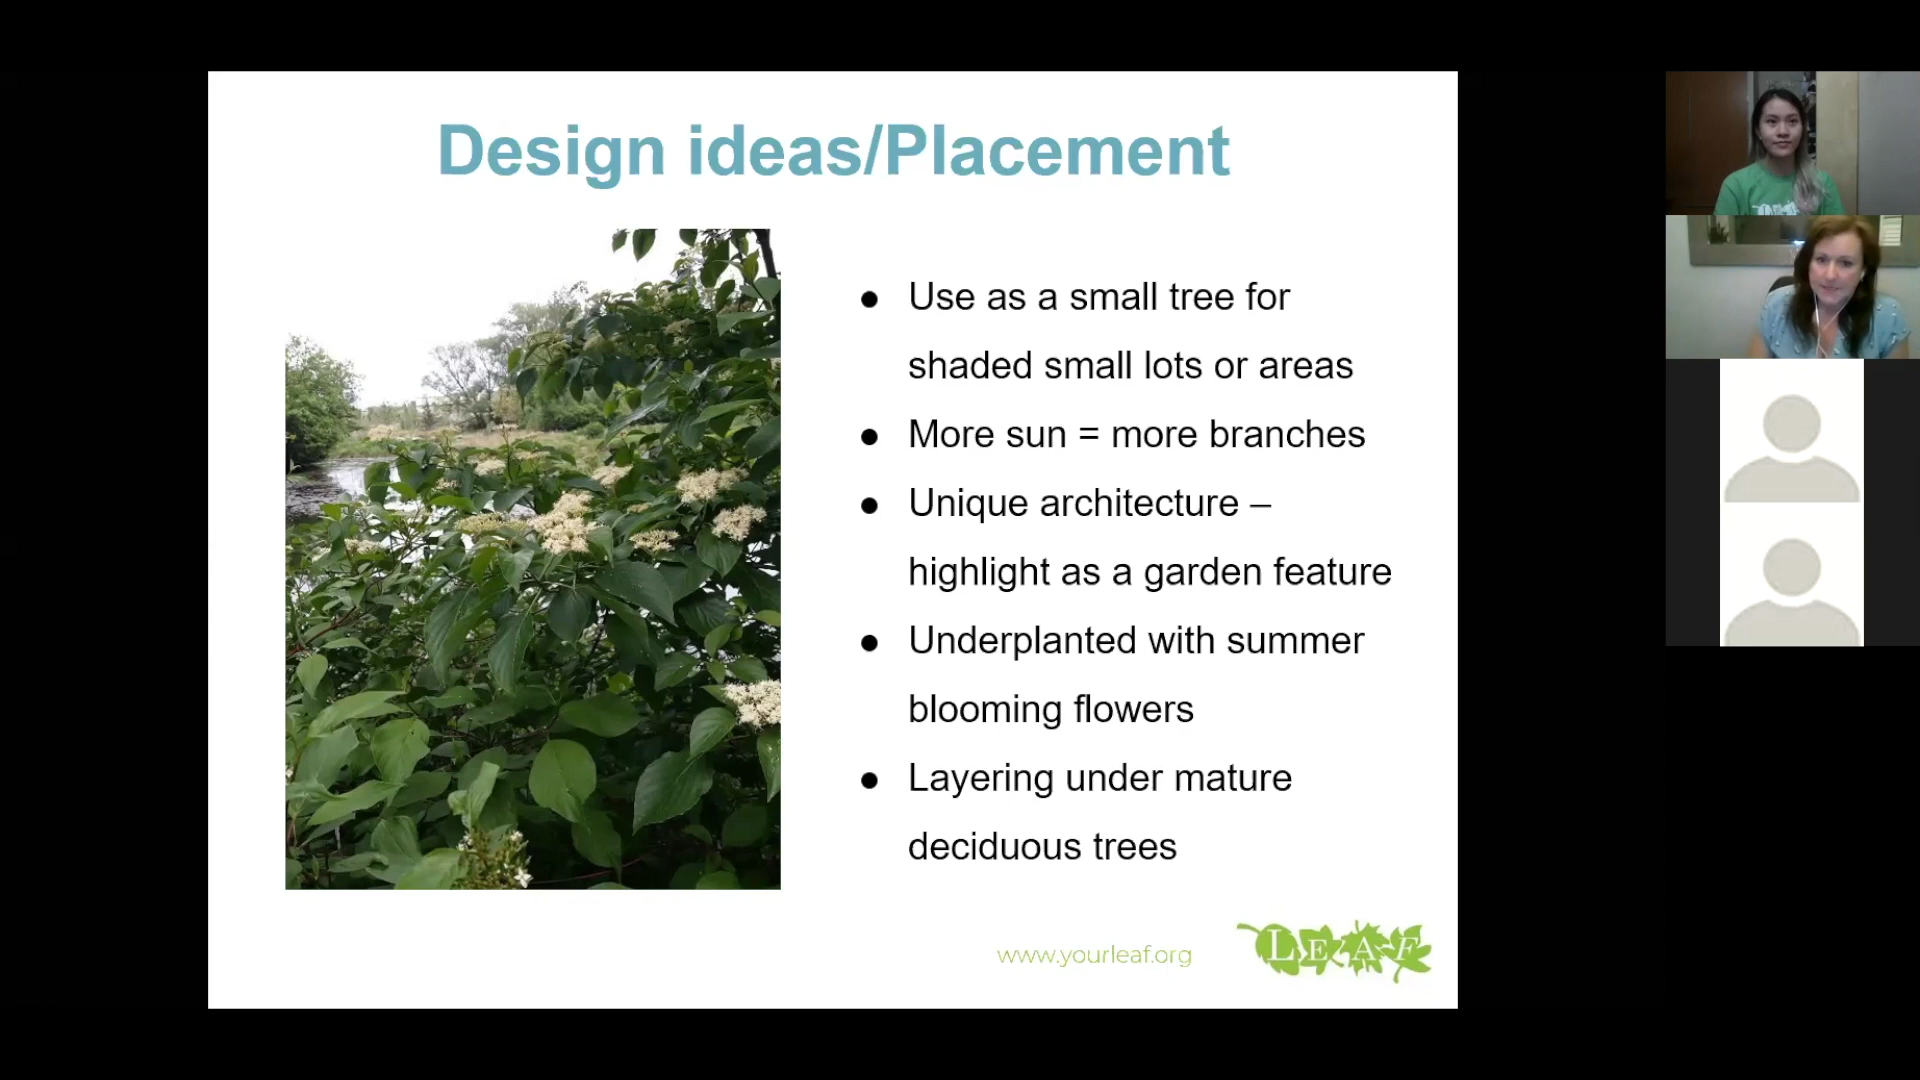 Design ideas/Placement
● Use as a small tree for
shaded small lots or areas
● More sun = more branches
● Unique architecture –
highlight as a garden feature
● Underplanted with summer
blooming flowers
● Layering under mature
deciduous trees
www.yourleaf.org
LEAF